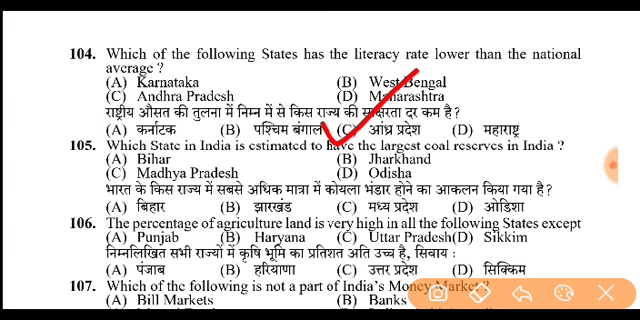 104. Which of the following States has the literacy rate lower than the national
average ?
(A) Karnataka (B) West Bengal
(C) Andhra Pradesh (D) Maharashtra
राष्ट्रीय औसत की तुलना में निम्न में से किस राज्य की साक्षरता दर कम है?
(A) कर्नाटक (B) पश्चिम बंगाल (C) आंध्र प्रदेश (D) महाराष्ट्र
105. Which State in India is estimated to have the largest coal reserves in India ?
(A) Bihar (B) Jharkhand
(C) Madhya Pradesh (D) Odisha
भारत के किस राज्य में सबसे अधिक मात्रा में कोयला भंडार होने का आकलन किया गया है?
(A) बिहार (B) झारखंड (C) मध्य प्रदेश (D) ओडिशा
106. The percentage of agriculture land is very high in all the following States except
(A) Punjab (B) Haryana (C) Uttar Pradesh(D) Sikkim
निम्नलिखित सभी राज्यों में कृषि भूमि का प्रतिशत अति उच्च है, सिवाय :
(A) पंजाब (B) हरियाणा (C) उत्तर प्रदेश (D) सिक्किम
107. Which of the following is not a part of India's Money Market ?
(A) Bill Markets (B) Banks